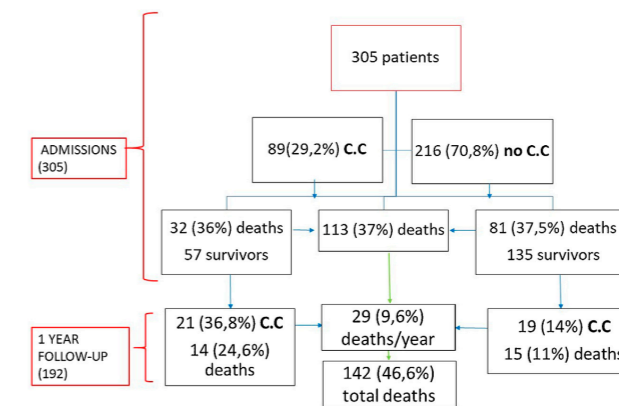 305 patients
ADMISSIONS
(305)
89(29,2%) C.C
216 (70,8%) no C.C
32 (36%) deaths
57 survivors
113 (37%) deaths
81 (37,5%) deaths
135 survivors
1 YEAR
FOLLOW-UP
(192)
21 (36,8%) C.C
14 (24,6%)
deaths
29 (9,6%)
deaths/year
19 (14%) C.C
15 (11%) deaths
142 (46,6%)
total deaths